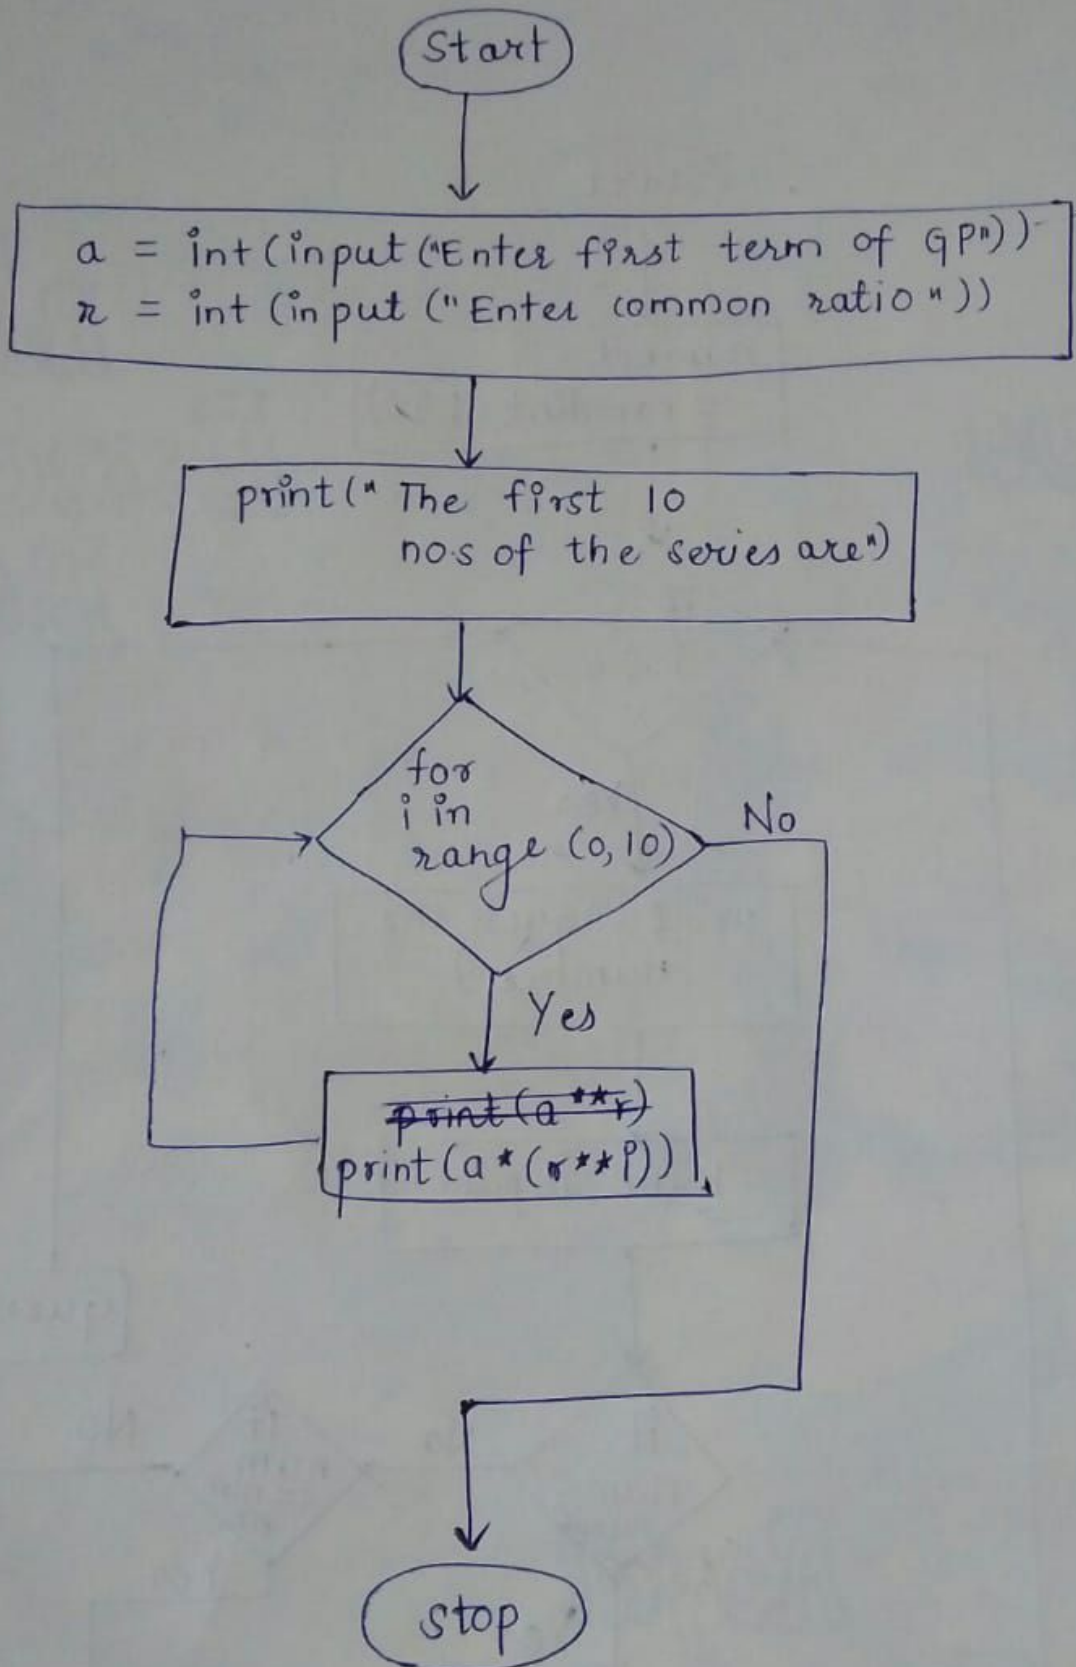 Start
a = int(input("Enter first term of GP"))
r = int(input("Enter common ratio"))
print("The first 10
nos of the series are")
for
i in
range (0,10)
No
Yes
print(a**r)
print(a*(r**i))
stop